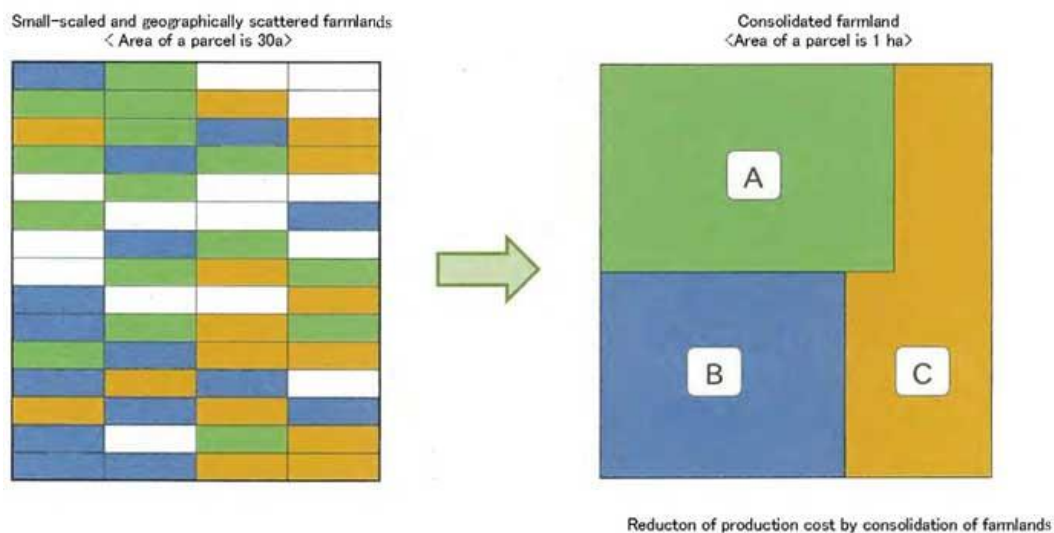 Small-scaled and geographically scattered farmlands
< Area of a parcel is 30a>
Consolidated farmland
<Area of a parcel is 1 ha>
A
B
C
Reducton of production cost by consolidation of farmlands